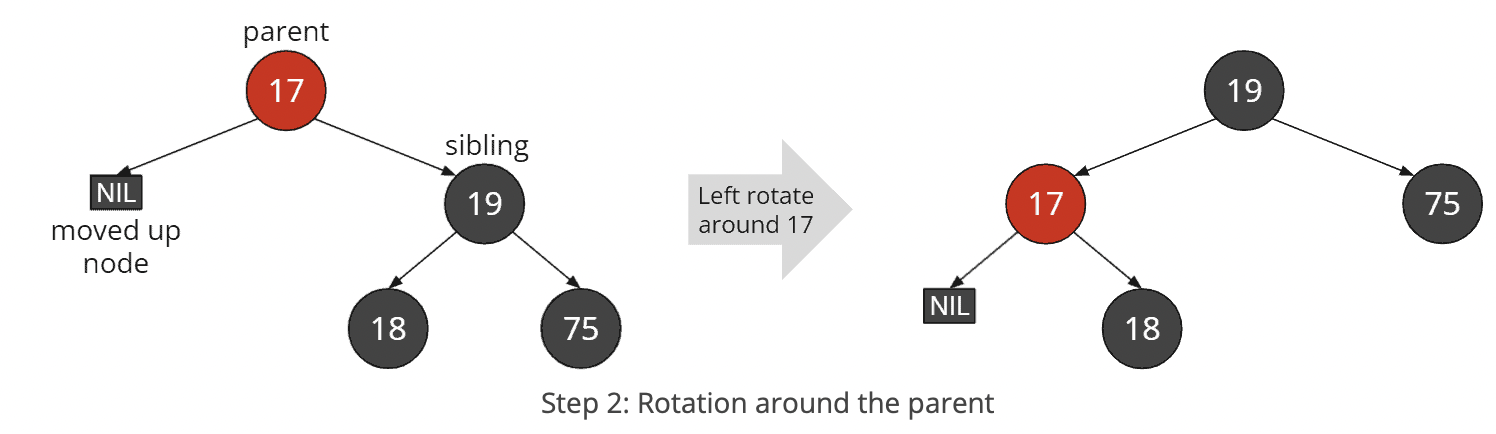 parent
17
sibling
NIL
19
moved up
node
18
75
Left rotate
around 17
19
17
75
NIL
18
Step 2: Rotation around the parent